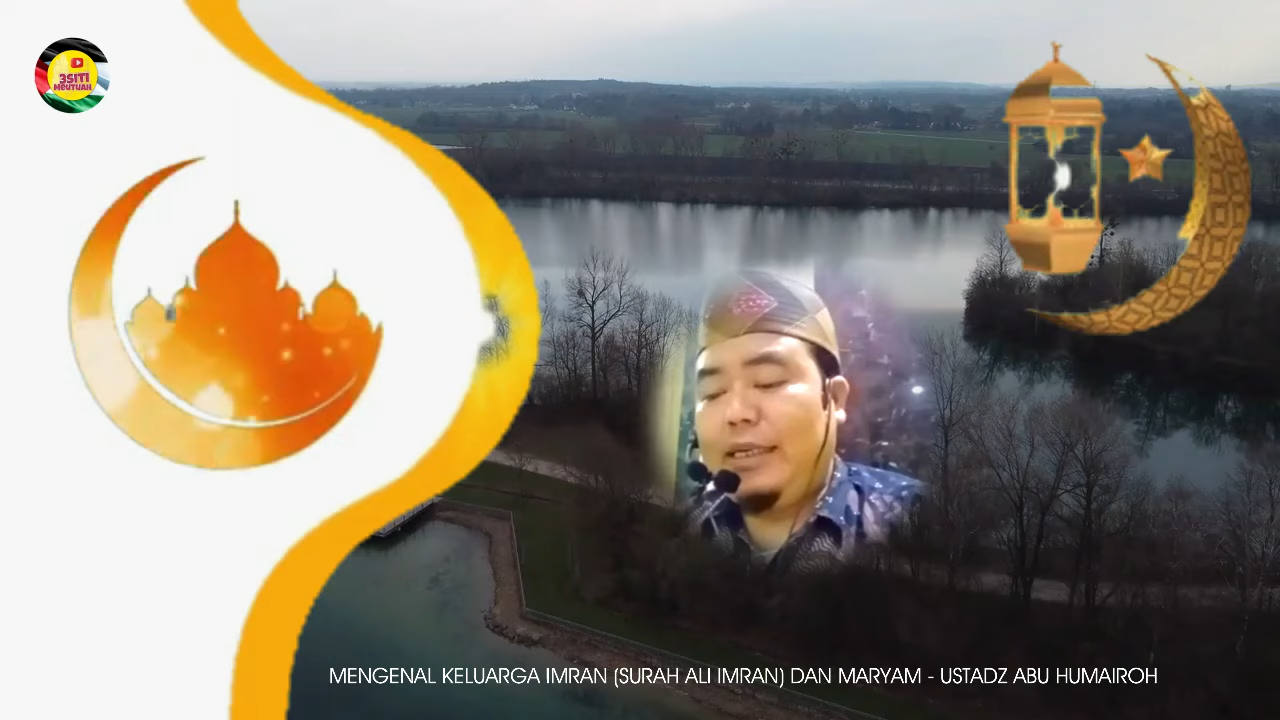 3SITI
MEUTUAH
MENGENAL KELUARGA IMRAN (SURAH ALI IMRAN) DAN MARYAM - USTADZ ABU HUMAIROH